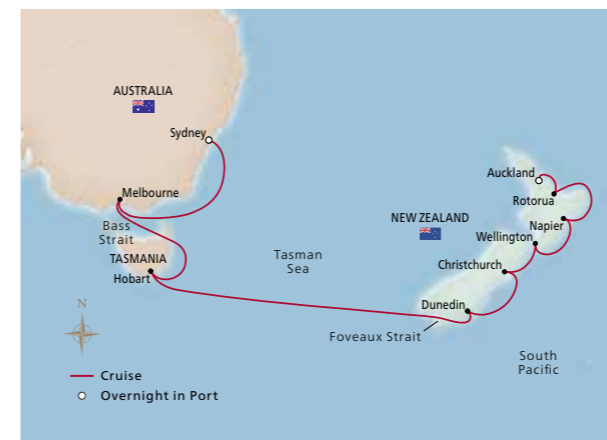 AUSTRALIA
Sydney
Melbourne
Bass
Strait
TASMANIA
Hobart
Tasman
Sea
NEW ZEALAND
Auckland
Rotorua
Napier
Wellington
Christchurch
Dunedin
Foveaux Strait
South
Pacific
N
Cruise
Overnight in Port